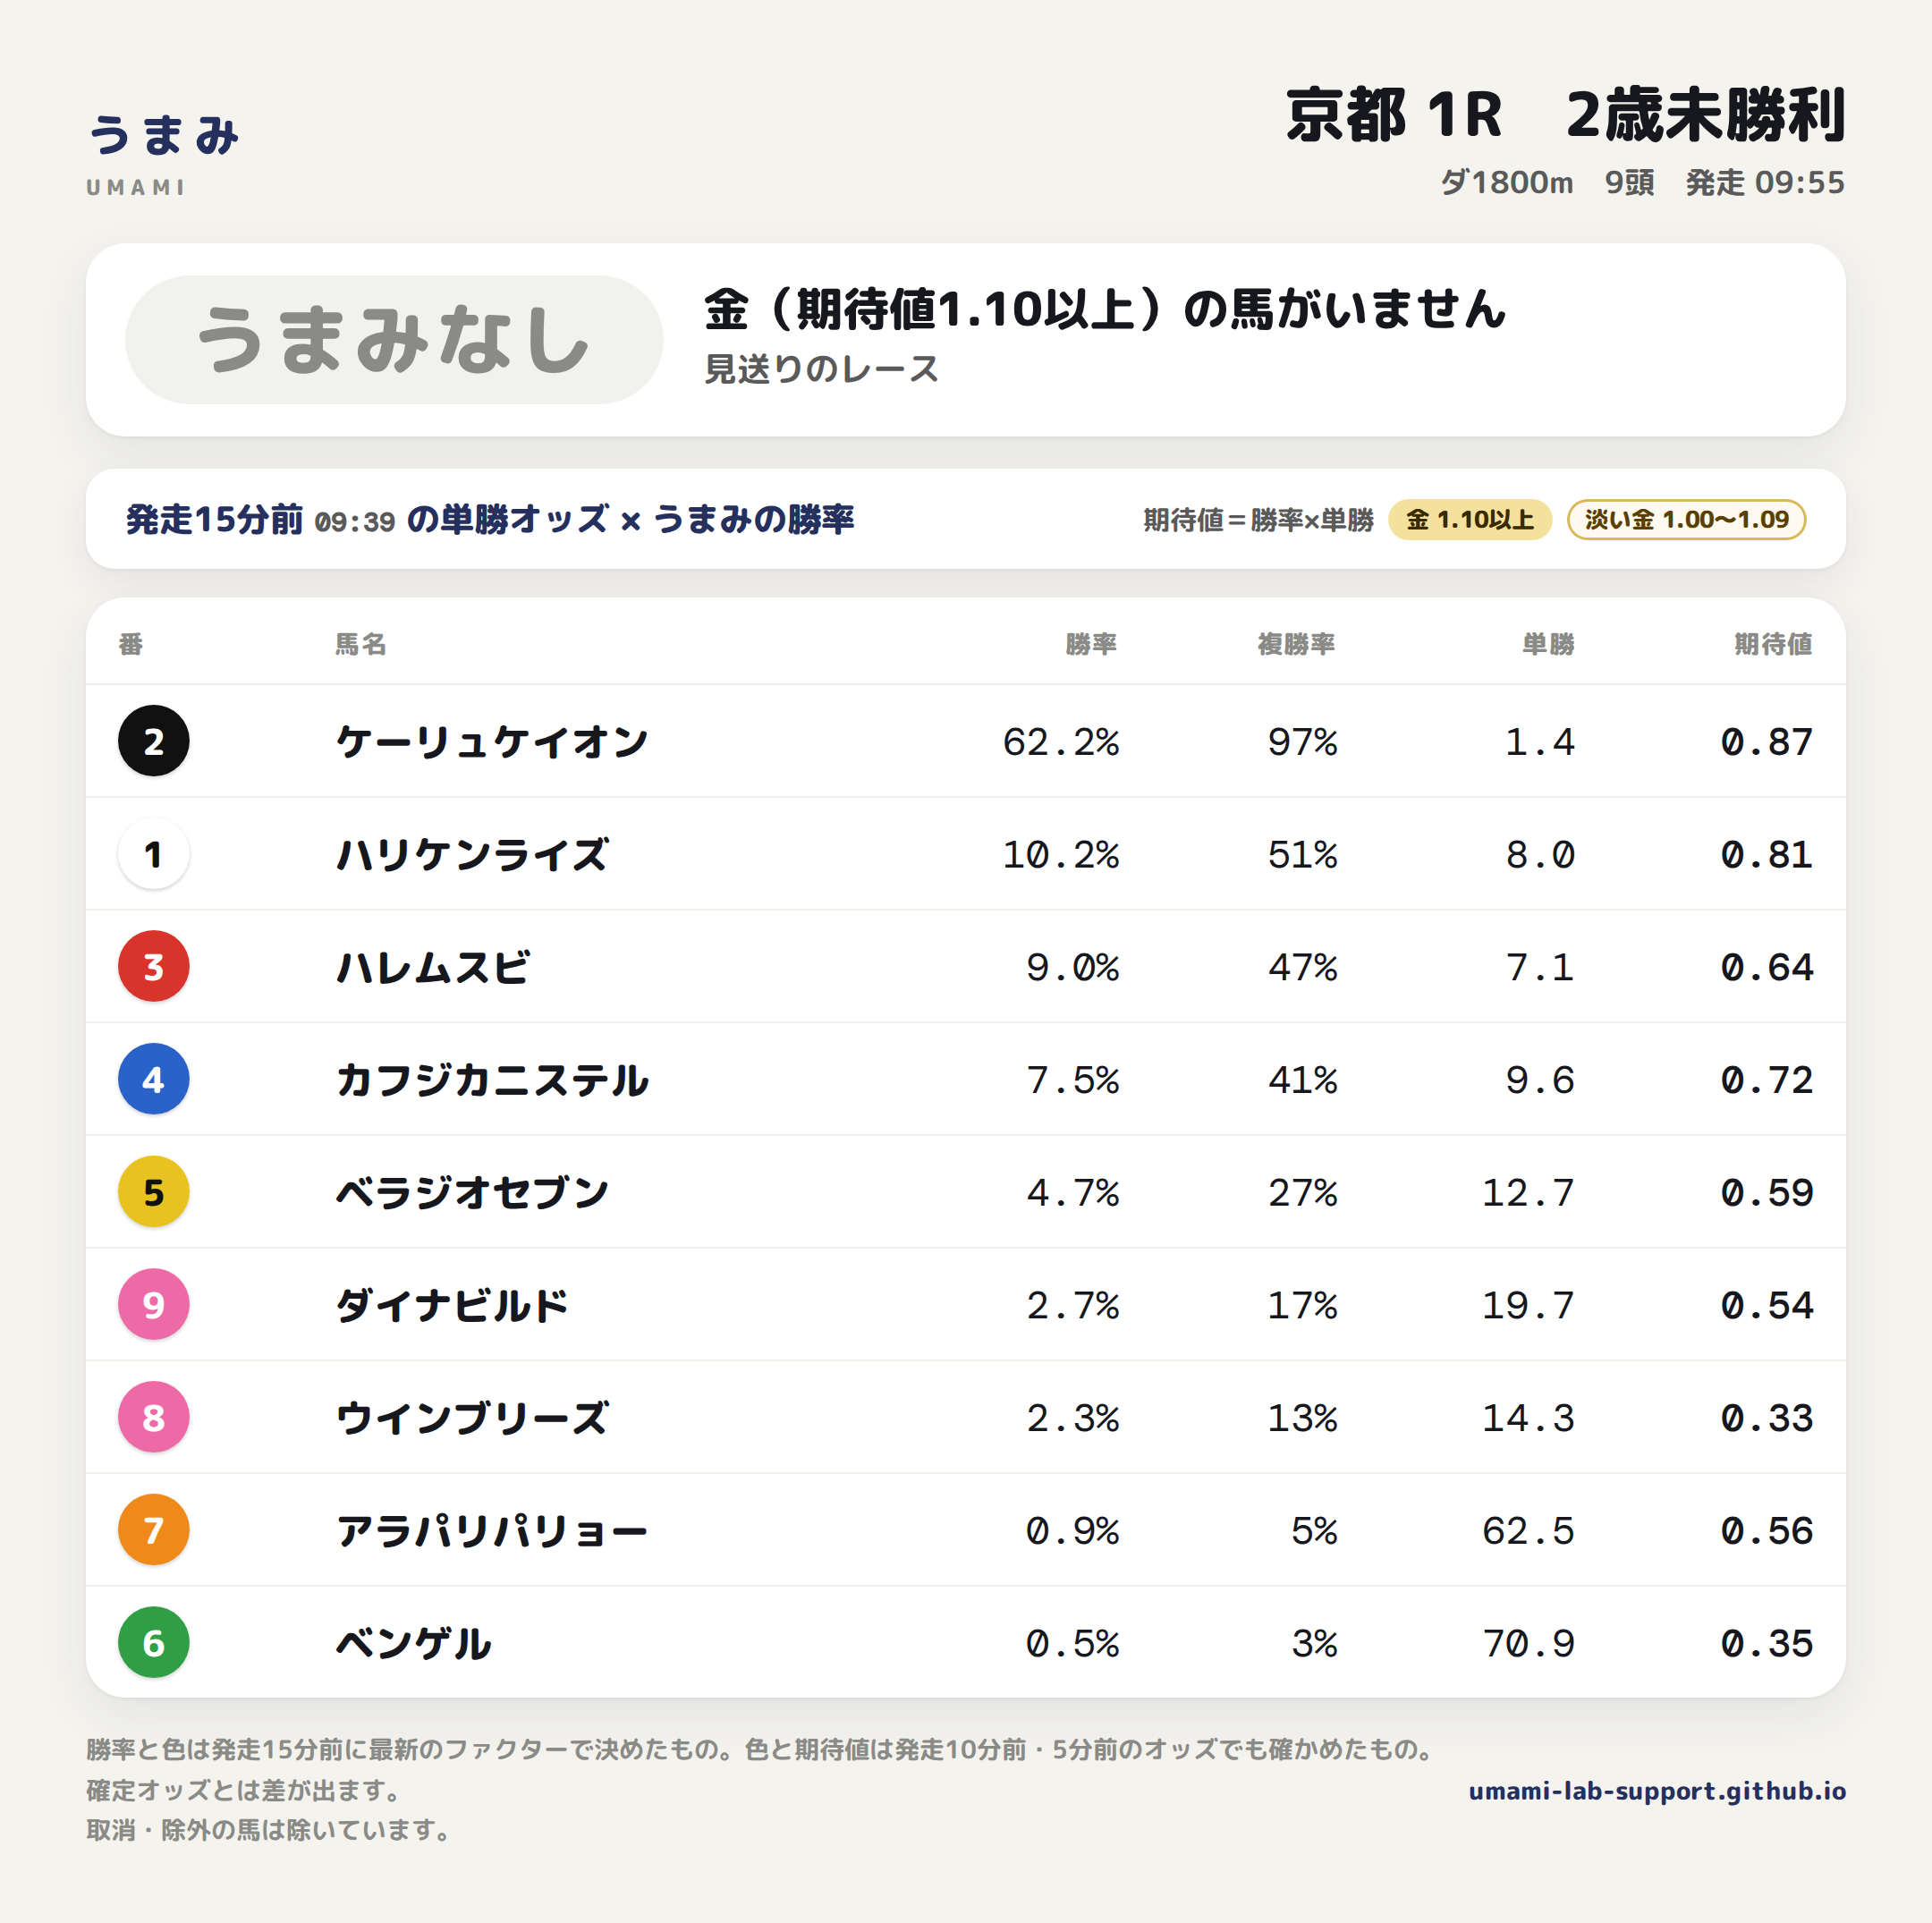 うまみ
UMAMI
京都 1R　2歳未勝利
ダ1800m　9頭　発走 09:55
うまみなし
金（期待値1.10以上）の馬がいません
見送りのレース
発走15分前 09:39 の単勝オッズ × うまみの勝率
期待値＝勝率×単勝 金 1.10以上 淡い金 1.00〜1.09
番 馬名 勝率 複勝率 単勝 期待値
2 ケーリュケイオン 62.2% 97% 1.4 0.87
1 ハリケンライズ 10.2% 51% 8.0 0.81
3 ハレムスビ 9.0% 47% 7.1 0.64
4 カフジカニステル 7.5% 41% 9.6 0.72
5 ベラジオセブン 4.7% 27% 12.7 0.59
9 ダイナビルド 2.7% 17% 19.7 0.54
8 ウインブリーズ 2.3% 13% 14.3 0.33
7 アラパリパリョー 0.9% 5% 62.5 0.56
6 ベンゲル 0.5% 3% 70.9 0.35
勝率と色は発走15分前に最新のファクターで決めたもの。色と期待値は発走10分前・5分前のオッズでも確かめたもの。
確定オッズとは差が出ます。
取消・除外の馬は除いています。
umami-lab-support.github.io